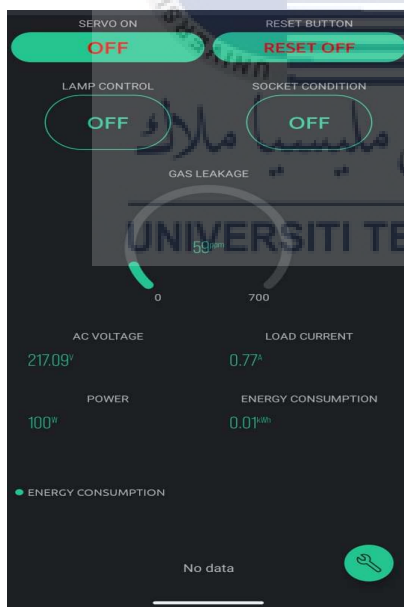 SERVO ON
RESET BUTTON
OFF
RESET OFF
LAMP CONTROL
SOCKET CONDITION
OFF
OFF
مليسيا ملاك
GAS LEAKAGE
UNIVERSITI TE
59ppm
0
700
AC VOLTAGE
LOAD CURRENT
217.09V
0.77A
POWER
ENERGY CONSUMPTION
100W
0.01kWh
ENERGY CONSUMPTION
No data